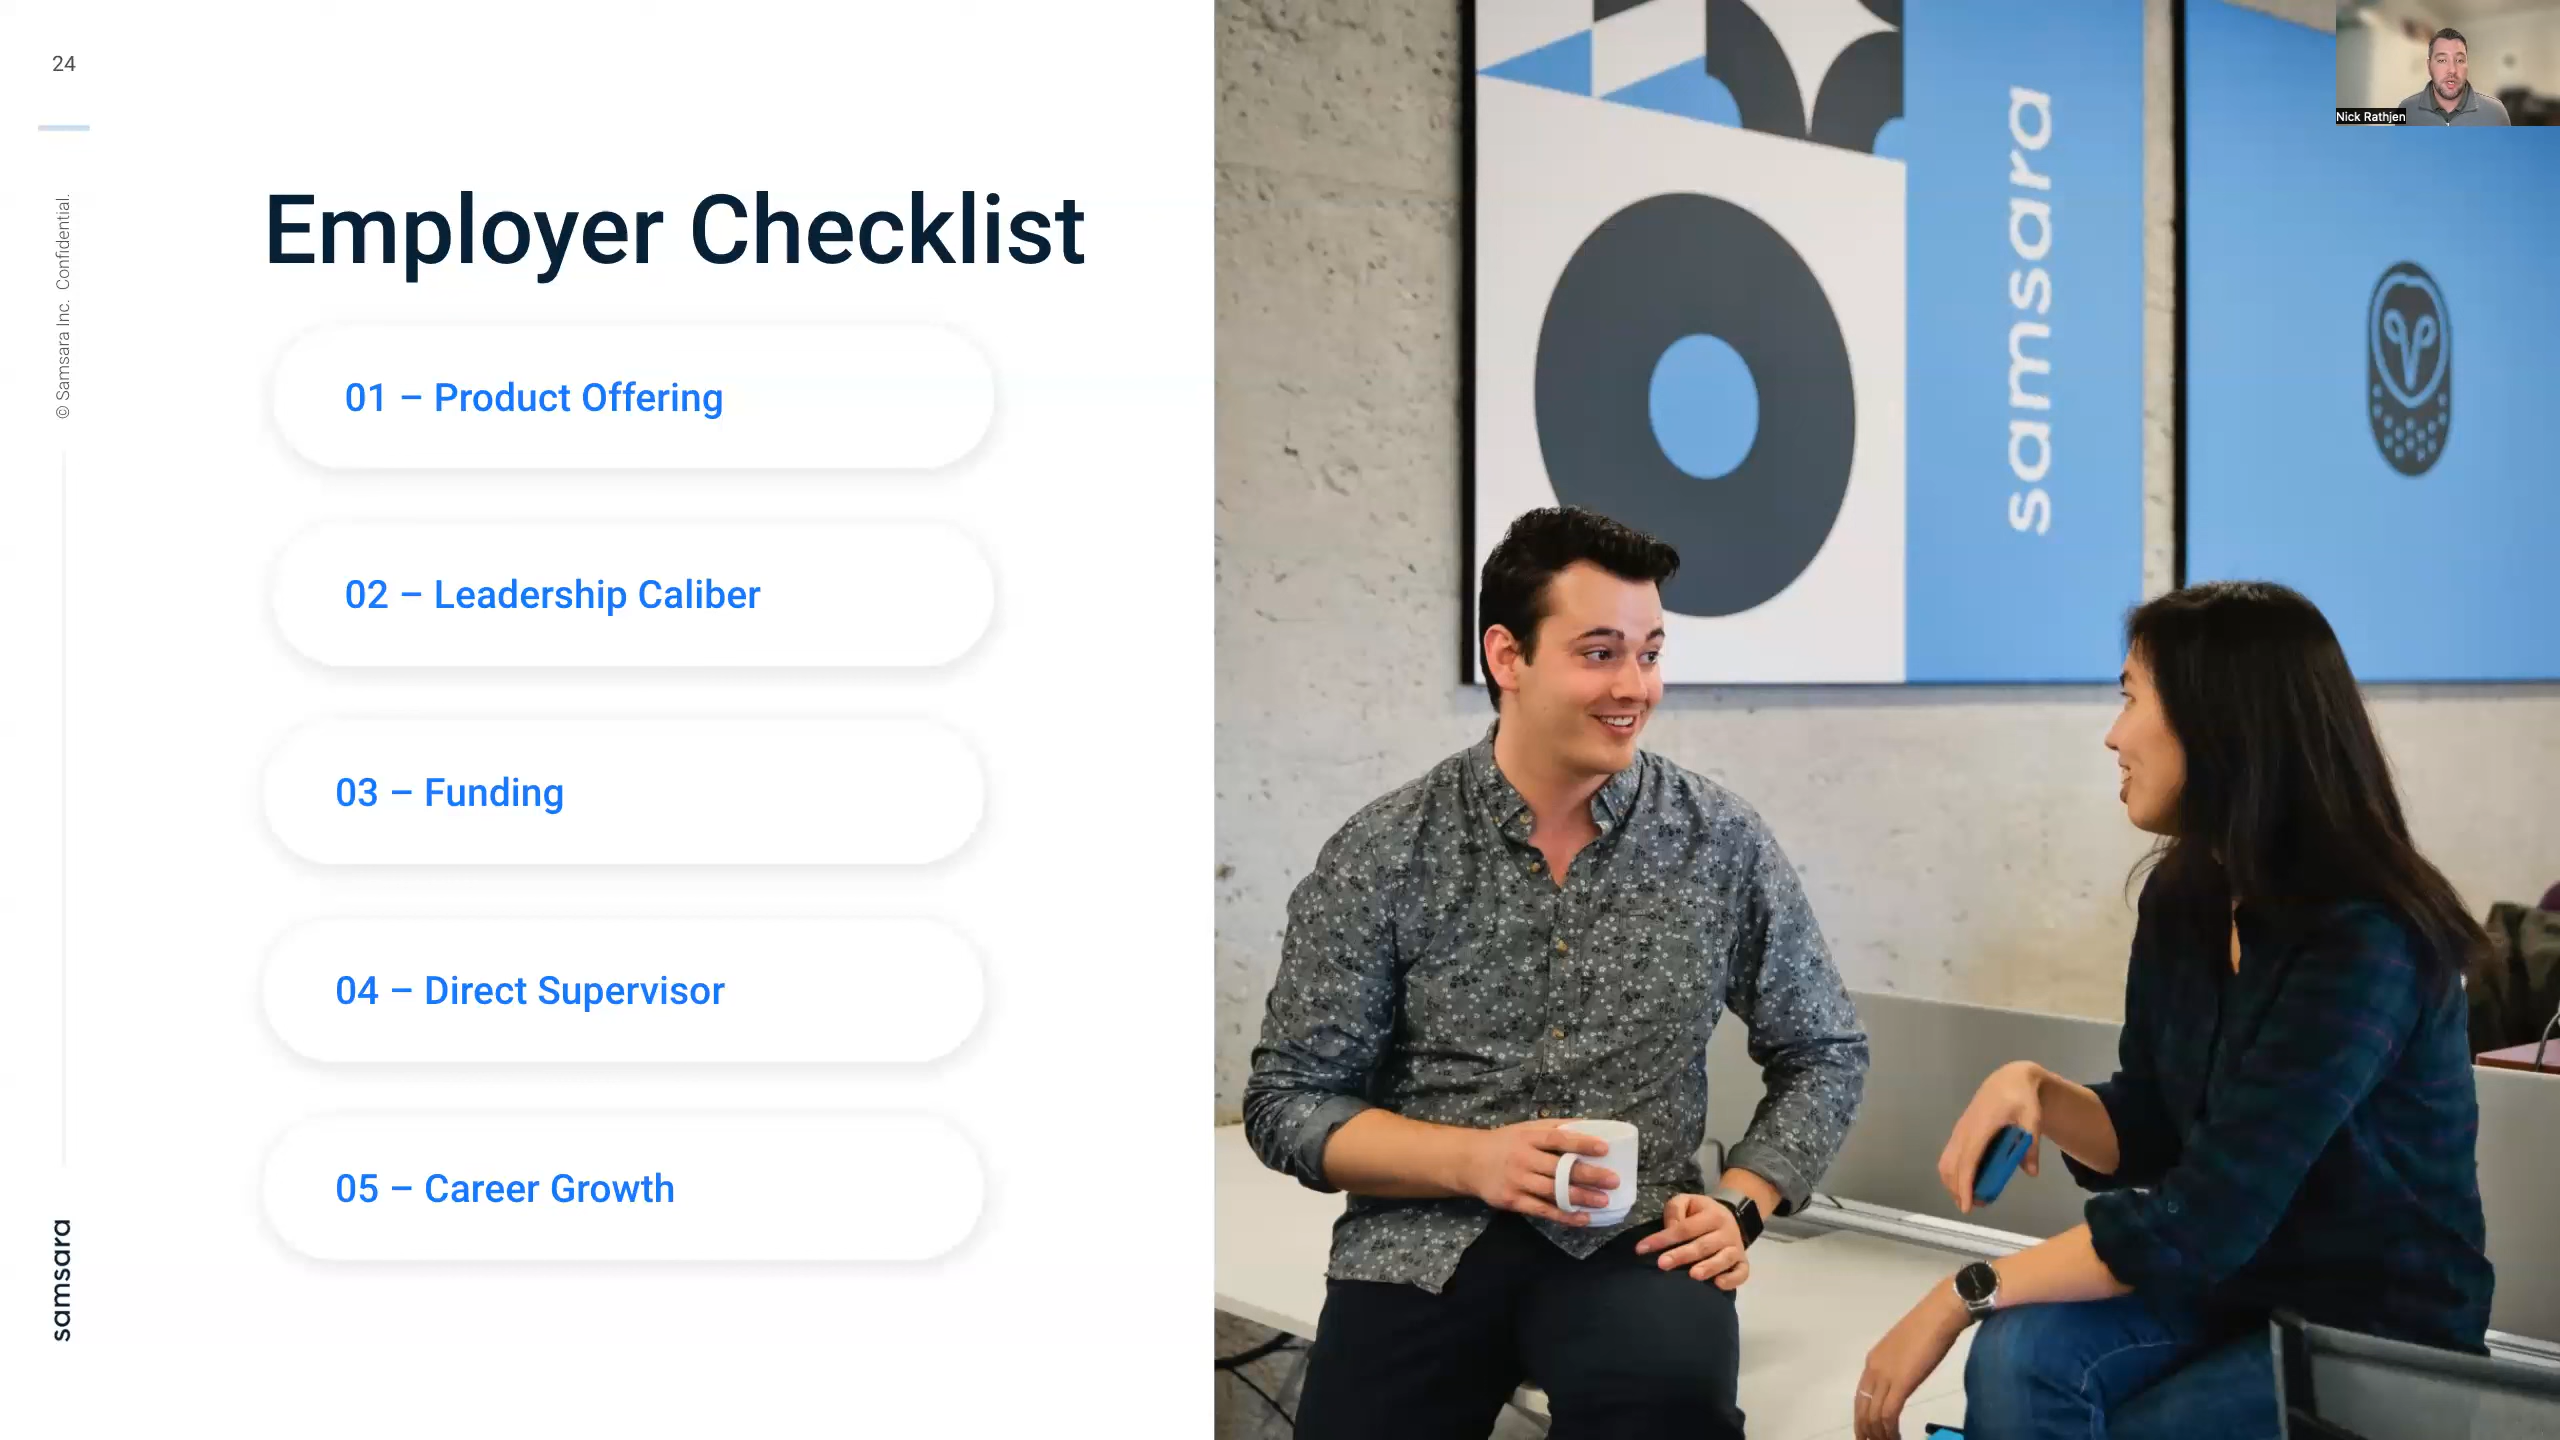 24
© Samsara Inc. Confidential.
samsara
Employer Checklist
01 – Product Offering
02 – Leadership Caliber
03 – Funding
04 – Direct Supervisor
05 – Career Growth
samsara
Nick Rathjen